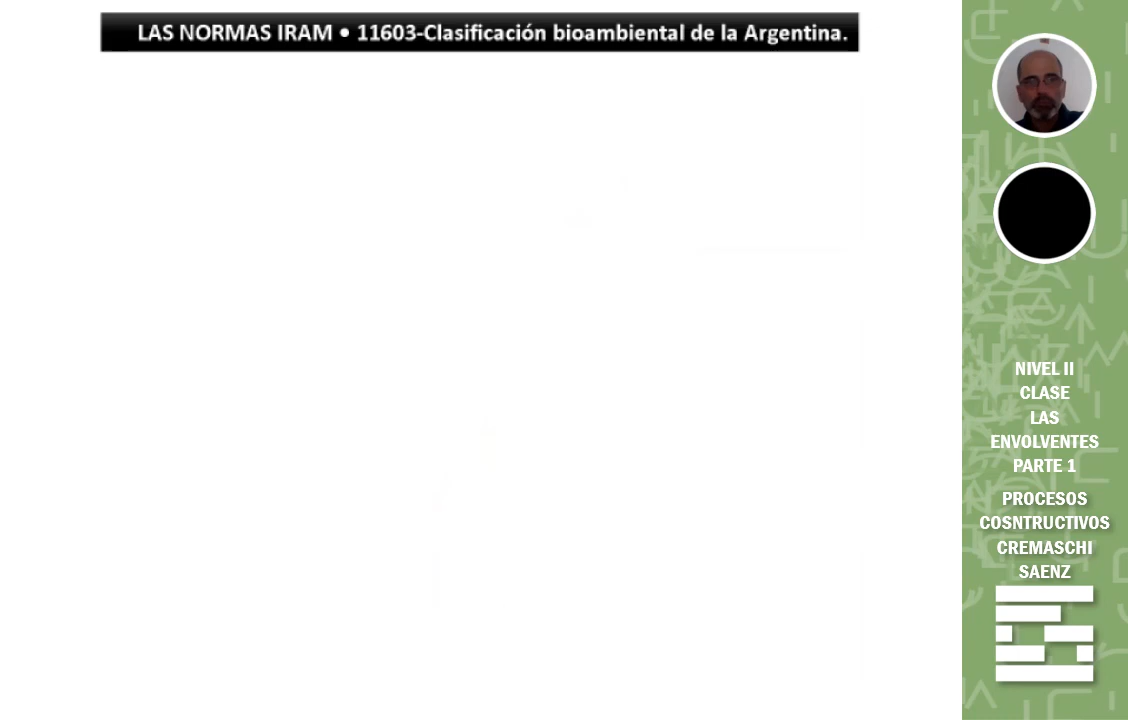 LAS NORMAS IRAM • 11603-Clasificación bioambiental de la Argentina.
NIVEL II
CLASE
LAS
ENVOLVENTES
PARTE 1
PROCESOS
COSNTRUCTIVOS
CREMASCHI
SAENZ